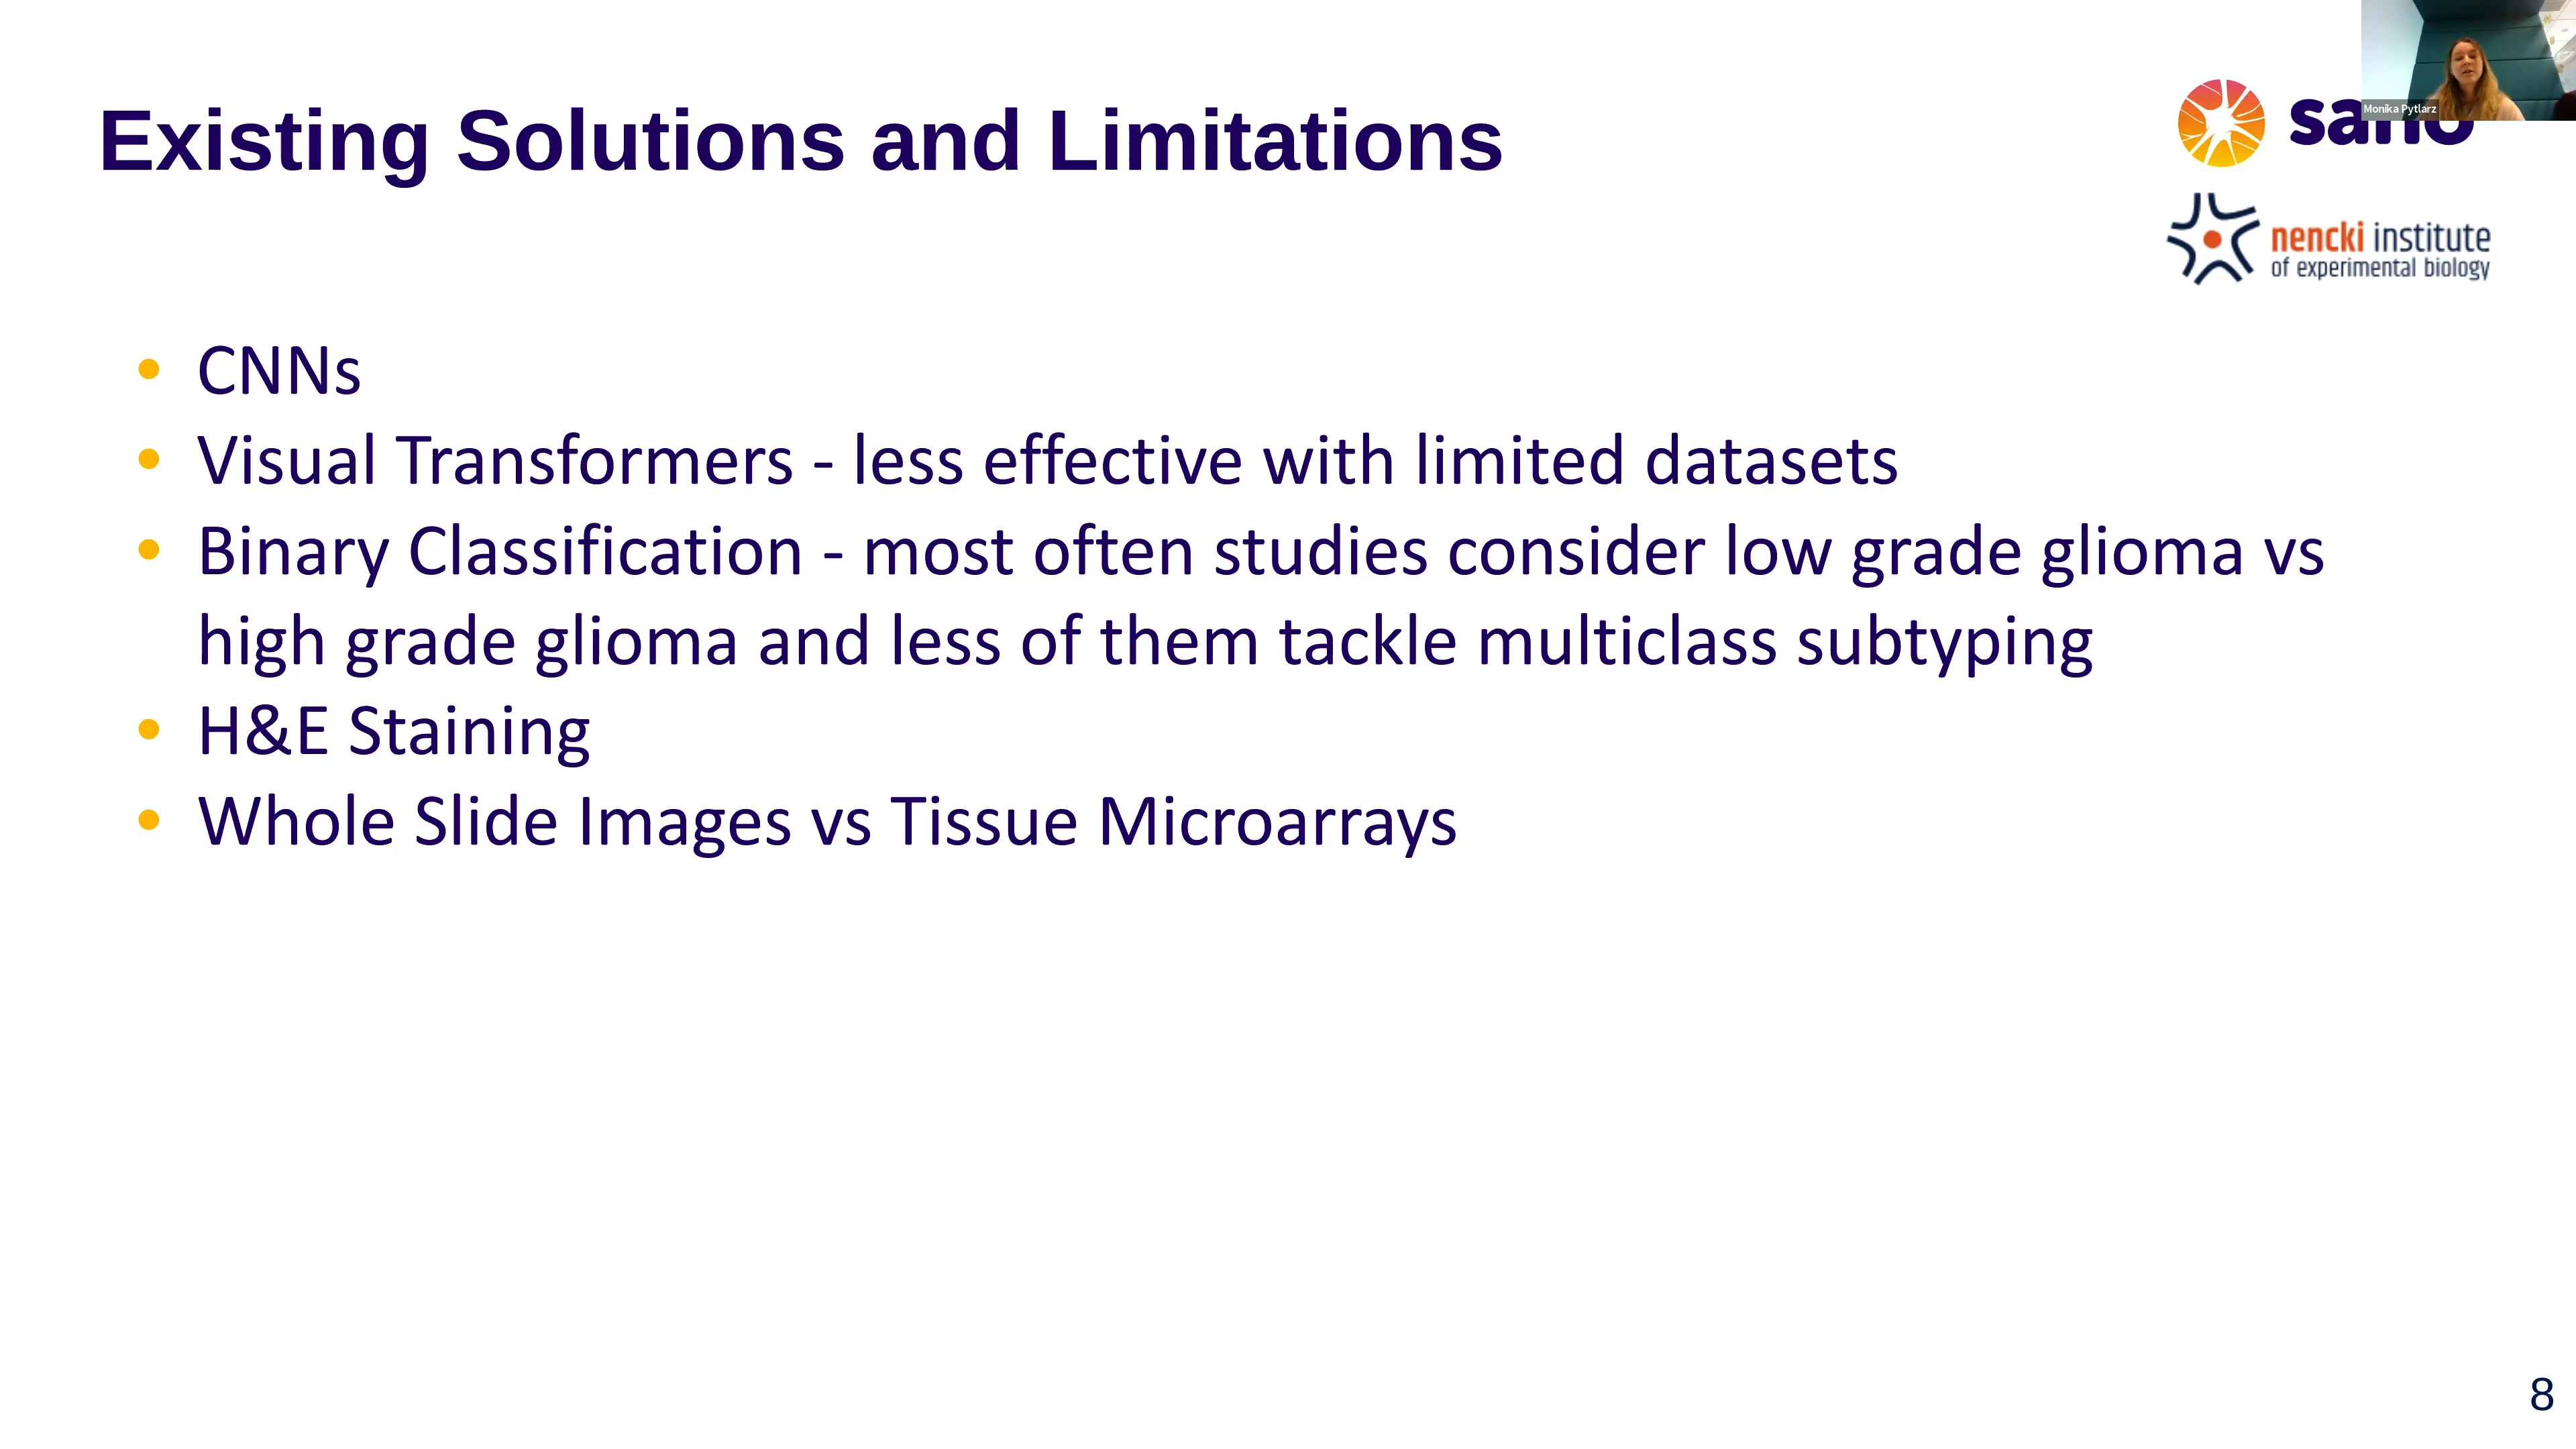 Existing Solutions and Limitations
Monika Pytlarz
sano
nencki institute
of experimental biology
• CNNs
• Visual Transformers - less effective with limited datasets
• Binary Classification - most often studies consider low grade glioma vs
high grade glioma and less of them tackle multiclass subtyping
• H&E Staining
• Whole Slide Images vs Tissue Microarrays
8